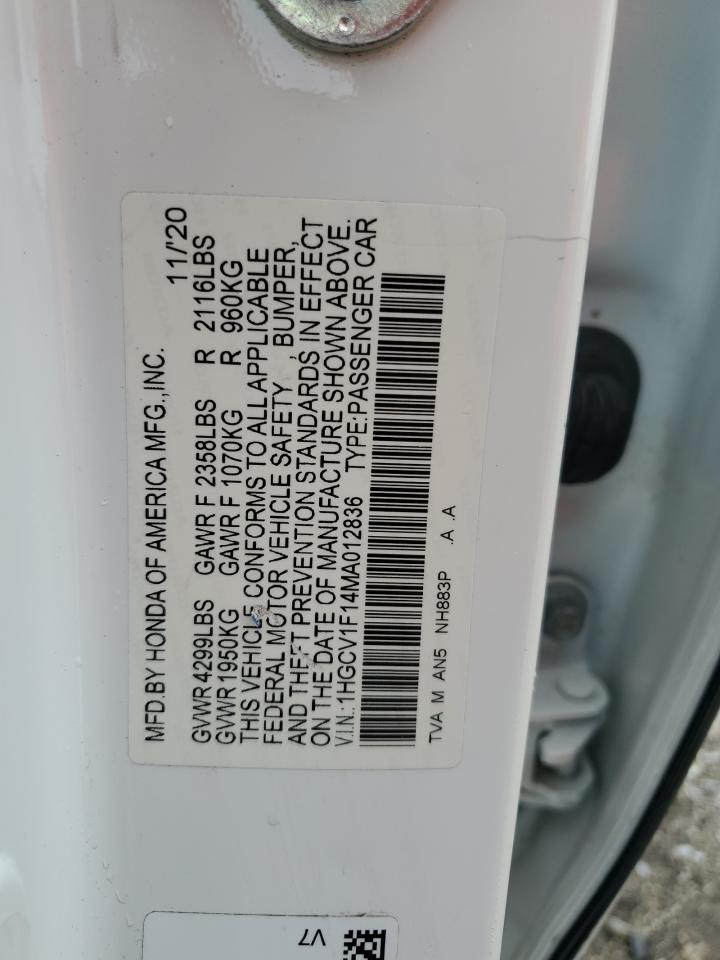 MFD.BY HONDA OF AMERICA MFG.,INC. 11/'20
GVWR 4299LBS GAWR F 2358LBS R 2116LBS
GVWR 1950KG GAWR F 1070KG R 960KG
THIS VEHICLE CONFORMS TO ALL APPLICABLE
FEDERAL MOTOR VEHICLE SAFETY , BUMPER,
AND THEFT PREVENTION STANDARDS IN EFFECT
ON THE DATE OF MANUFACTURE SHOWN ABOVE.
V.I.N.:1HGCV1F14MA012836 TYPE:PASSENGER CAR
TVA M AN5 NH883P .A .A
V7